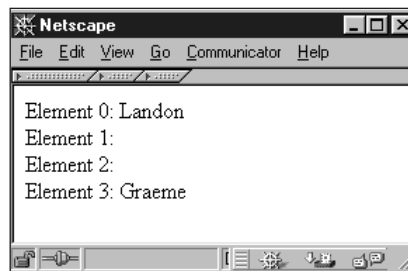 Netscape
File Edit View Go Communicator Help
Element 0: Landon
Element 1:
Element 2:
Element 3: Graeme